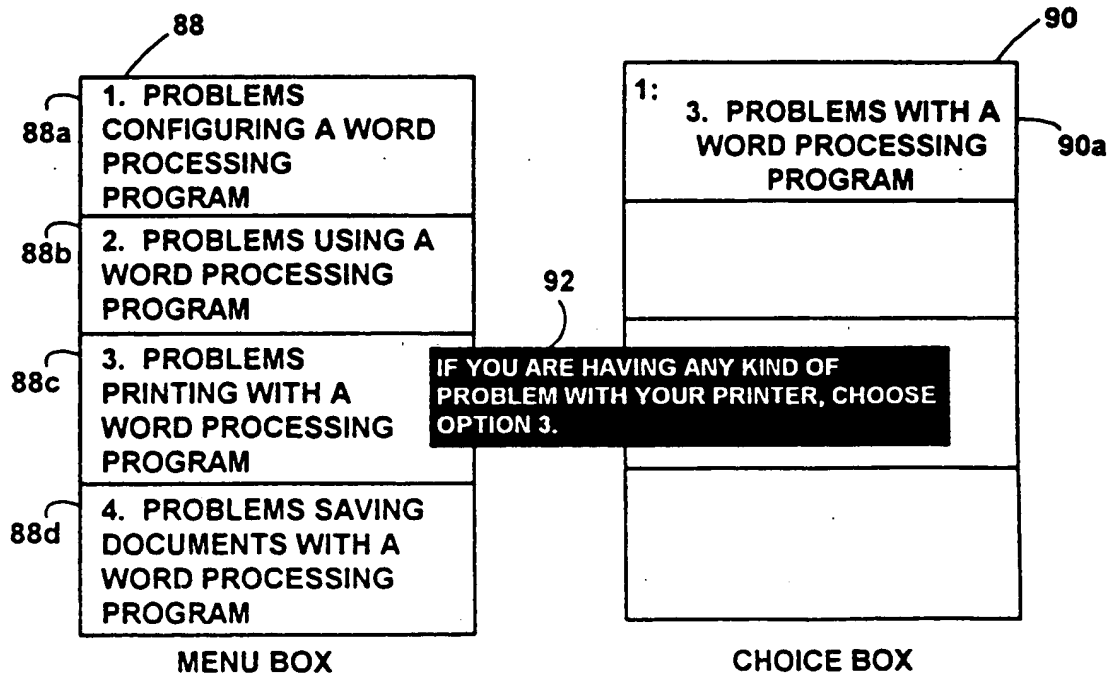 88
90
88a
1. PROBLEMS
CONFIGURING A WORD
PROCESSING
PROGRAM
88b
2. PROBLEMS USING A
WORD PROCESSING
PROGRAM
88c
3. PROBLEMS
PRINTING WITH A
WORD PROCESSING
PROGRAM
88d
4. PROBLEMS SAVING
DOCUMENTS WITH A
WORD PROCESSING
PROGRAM
MENU BOX
92
IF YOU ARE HAVING ANY KIND OF
PROBLEM WITH YOUR PRINTER, CHOOSE
OPTION 3.
1:
3. PROBLEMS WITH A
WORD PROCESSING
PROGRAM
90a
CHOICE BOX